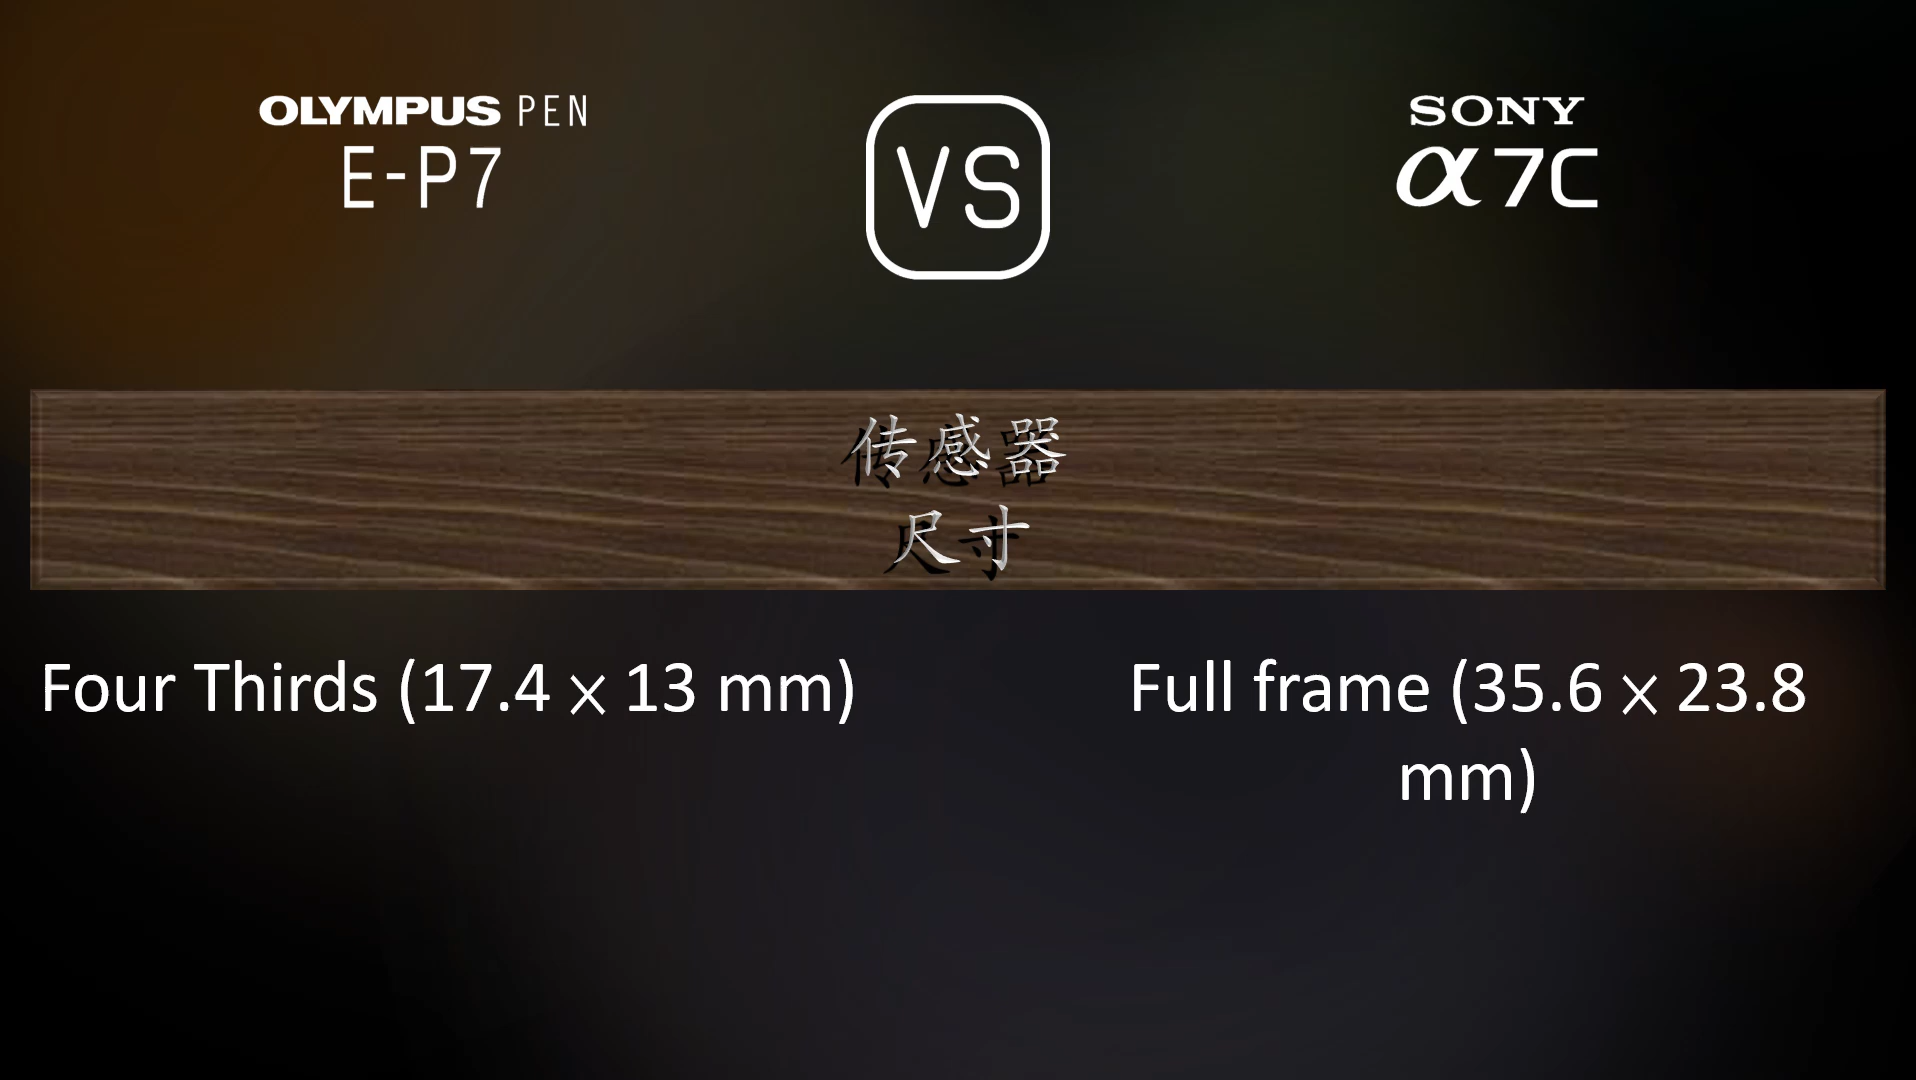 OLYMPUS PEN
E-P7
VS
SONY
α7C
传感器
尺寸
Four Thirds (17.4 x 13 mm)
Full frame (35.6 x 23.8
mm)